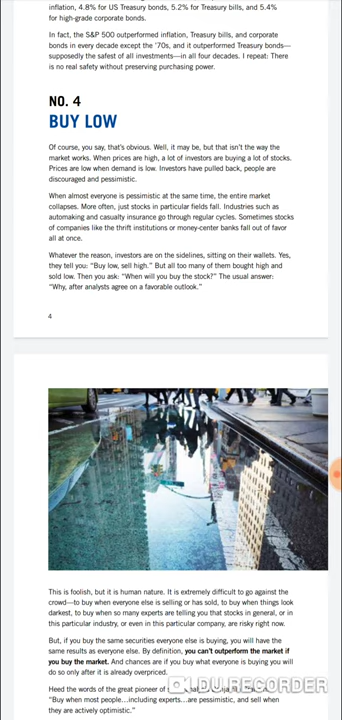 inflation, 4.8% for US Treasury bonds, 5.2% for Treasury bills, and 5.4%
for high-grade corporate bonds.
In fact, the S&P 500 outperformed inflation, Treasury bills, and corporate
bonds in every decade except the '70s, and it outperformed Treasury bonds—
supposedly the safest of all investments—in all four decades. I repeat: There
is no real safety without preserving purchasing power.
NO. 4
BUY LOW
Of course, you say, that's obvious. Well, it may be, but that isn't the way the
market works. When prices are high, a lot of investors are buying a lot of stocks.
Prices are low when demand is low. Investors have pulled back, people are
discouraged and pessimistic.
When almost everyone is pessimistic at the same time, the entire market
collapses. More often, just stocks in particular fields fall. Industries such as
automaking and casualty insurance go through regular cycles. Sometimes stocks
of companies like the thrift institutions or money-center banks fall out of favor
all at once.
Whatever the reason, investors are on the sidelines, sitting on their wallets. Yes,
they tell you: "Buy low, sell high." But all too many of them bought high and
sold low. Then you ask: "When will you buy the stock?" The usual answer:
"Why, after analysts agree on a favorable outlook."
4
This is foolish, but it is human nature. It is extremely difficult to go against the
crowd—to buy when everyone else is selling or has sold, to buy when things look
darkest, to buy when so many experts are telling you that stocks in general, or in
this particular industry, or even in this particular company, are risky right now.
But, if you buy the same securities everyone else is buying, you will have the
same results as everyone else. By definition, you can't outperform the market if
you buy the market. And chances are if you buy what everyone is buying you will
do so only after it is already overpriced.
Heed the words of the great pioneer of
DU RECORDER
"Buy when most people...including experts...are pessimistic, and sell when
they are actively optimistic."